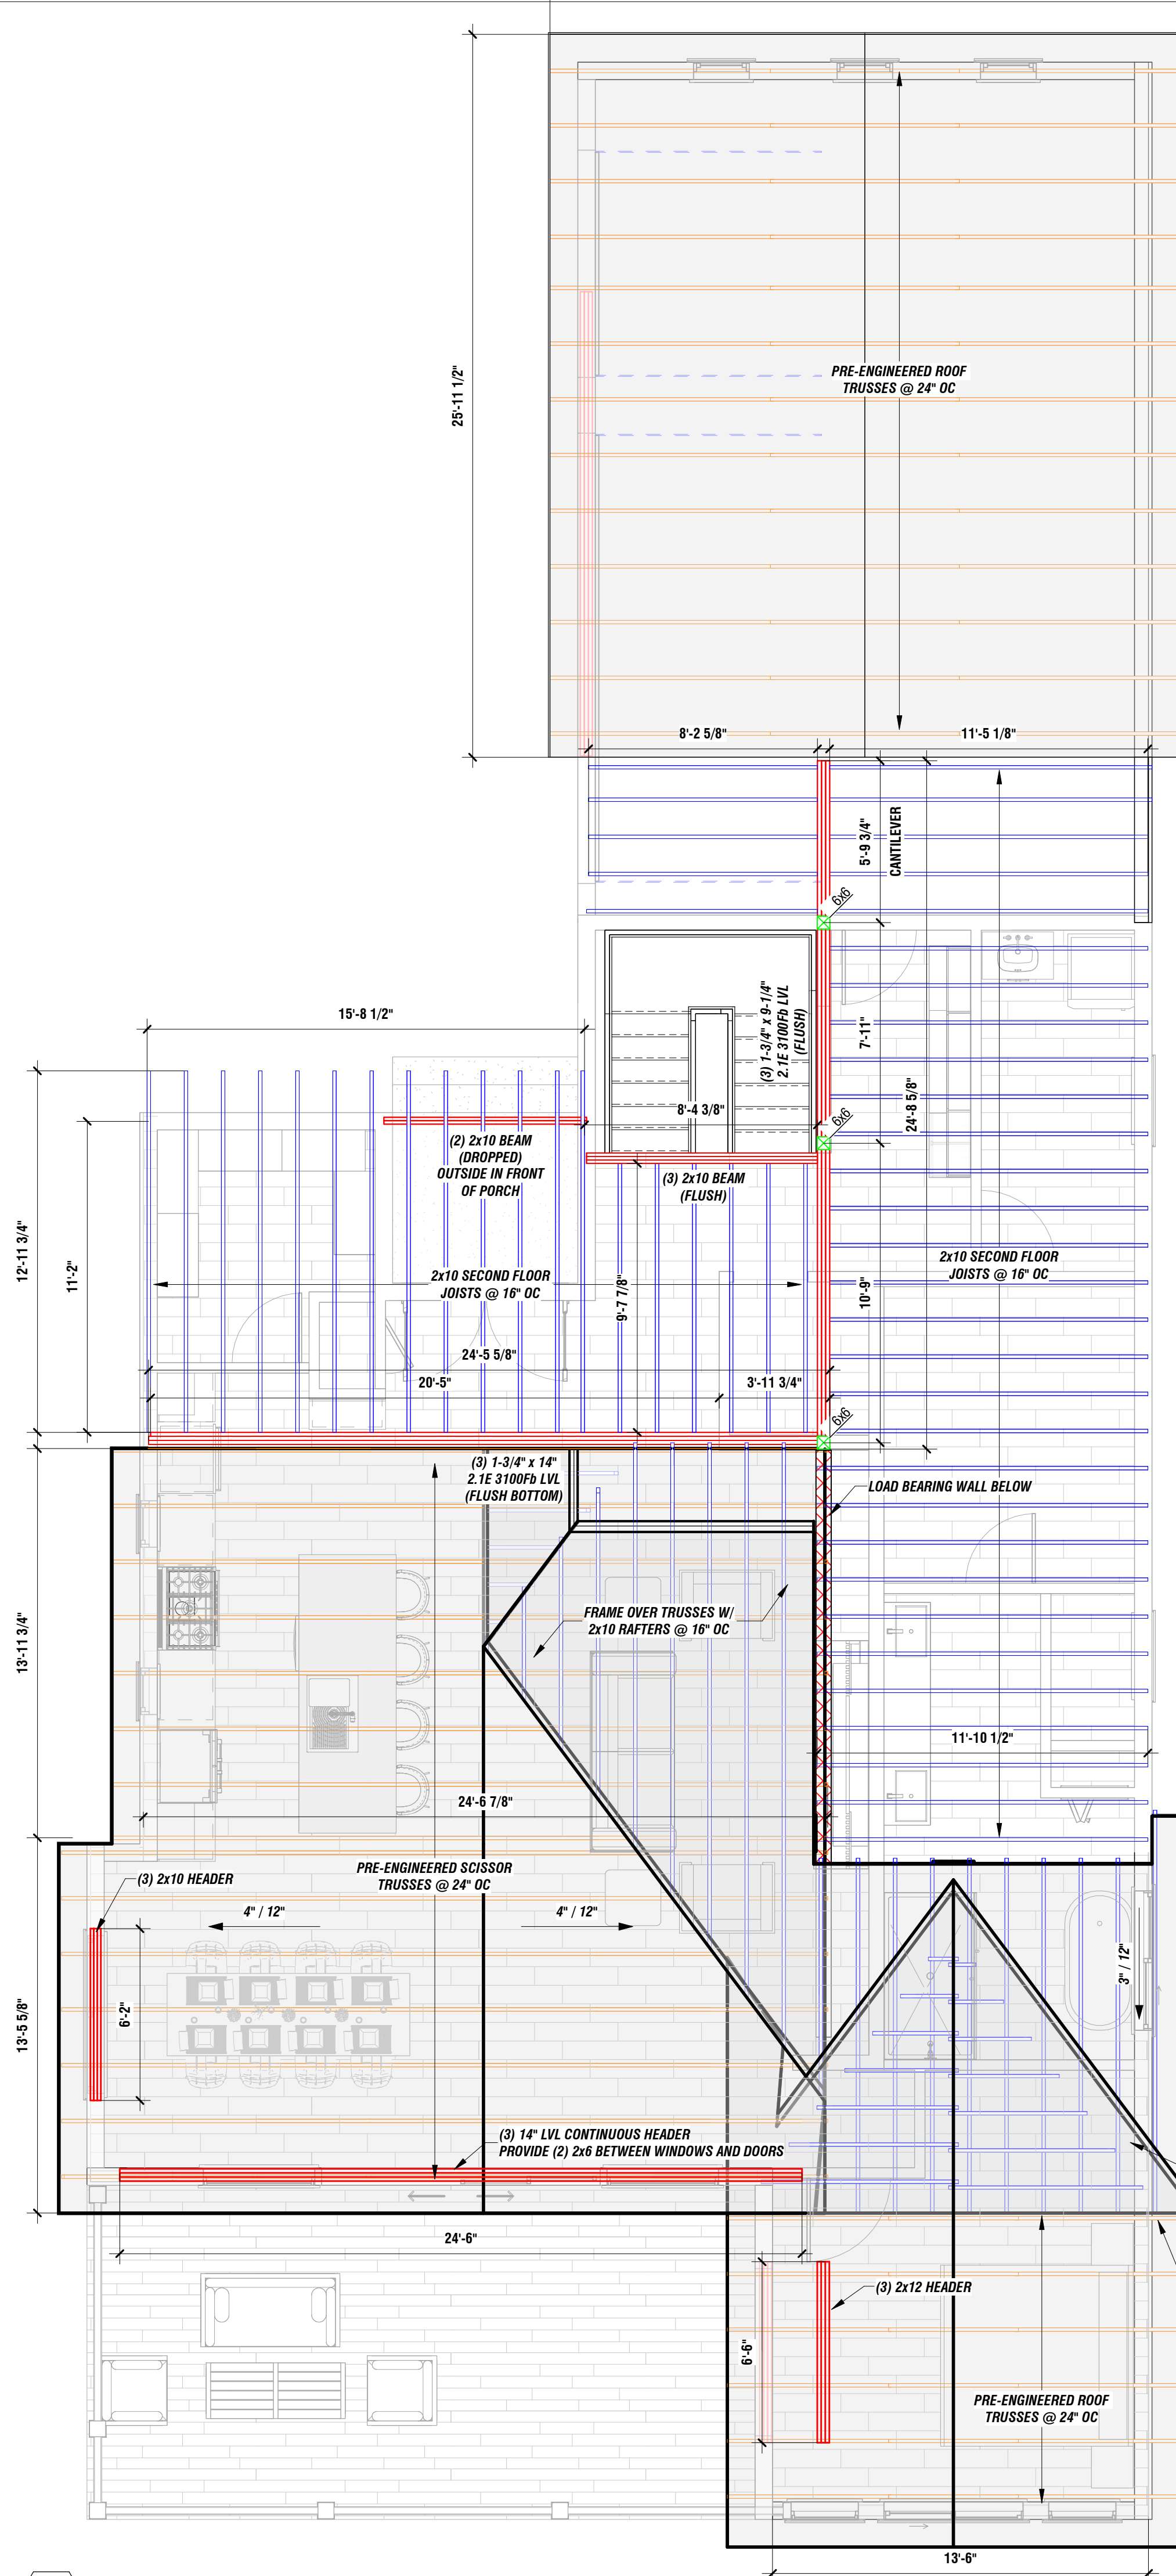 25'-11 1/2"
PRE-ENGINEERED ROOF
TRUSSES @ 24" OC
8'-2 5/8"
11'-5 1/8"
5'-9 3/4"
CANTILEVER
6x6
15'-8 1/2"
(3) 1-3/4" x 9-1/4"
2.1E 3100Fb LVL
(FLUSH)
7'-11"
24'-8 5/8"
8'-4 3/8"
6x6
(2) 2x10 BEAM
(DROPPED)
OUTSIDE IN FRONT
OF PORCH
(3) 2x10 BEAM
(FLUSH)
12'-11 3/4"
11'-2"
2x10 SECOND FLOOR
JOISTS @ 16" OC
9'-7 7/8"
10'-9"
2x10 SECOND FLOOR
JOISTS @ 16" OC
24'-5 5/8"
20'-5"
3'-11 3/4"
6x6
(3) 1-3/4" x 14"
2.1E 3100Fb LVL
(FLUSH BOTTOM)
LOAD BEARING WALL BELOW
13'-11 3/4"
FRAME OVER TRUSSES W/
2x10 RAFTERS @ 16" OC
11'-10 1/2"
24'-6 7/8"
(3) 2x10 HEADER
PRE-ENGINEERED SCISSOR
TRUSSES @ 24" OC
4" / 12"
4" / 12"
3" / 12"
6'-2"
13'-5 5/8"
(3) 14" LVL CONTINUOUS HEADER
PROVIDE (2) 2x6 BETWEEN WINDOWS AND DOORS
24'-6"
(3) 2x12 HEADER
6'-6"
PRE-ENGINEERED ROOF
TRUSSES @ 24" OC
13'-6"